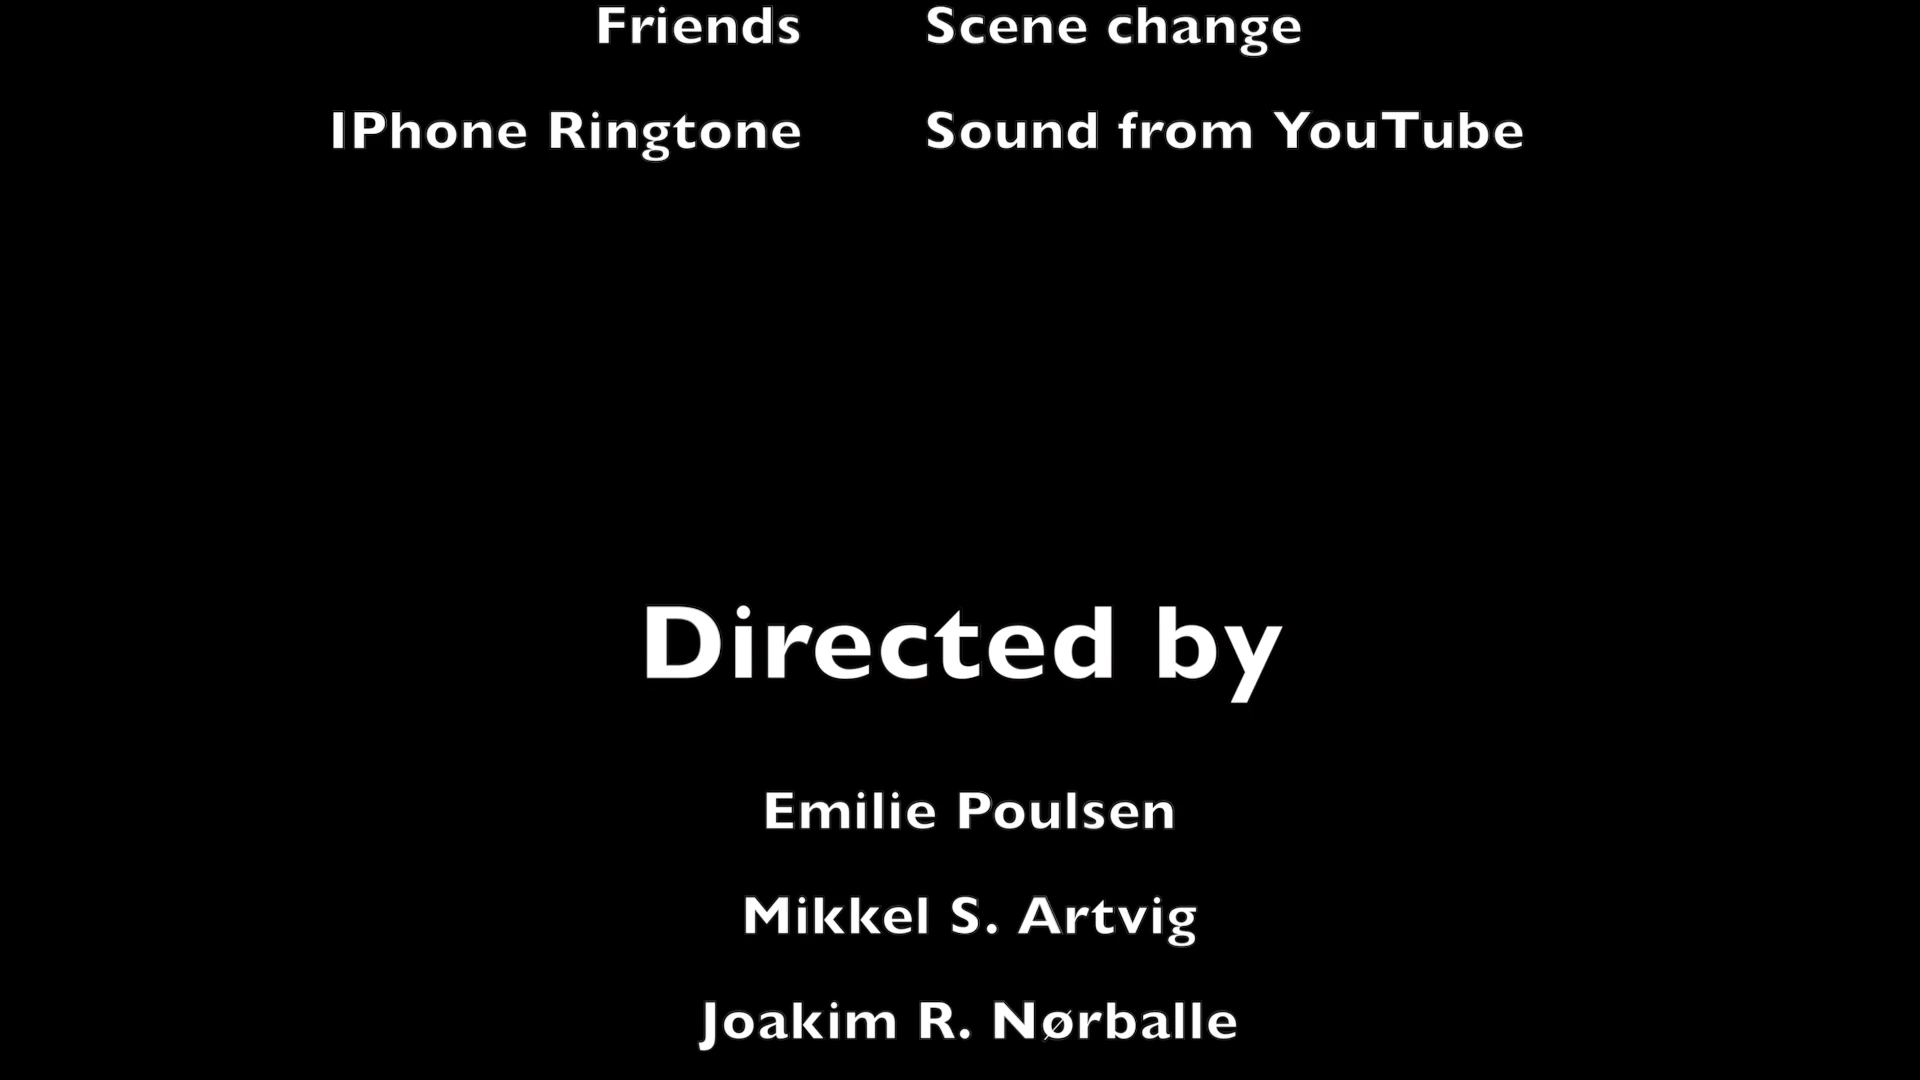 Friends Scene change
IPhone Ringtone Sound from YouTube
Directed by
Emilie Poulsen
Mikkel S. Artvig
Joakim R. Nørballe